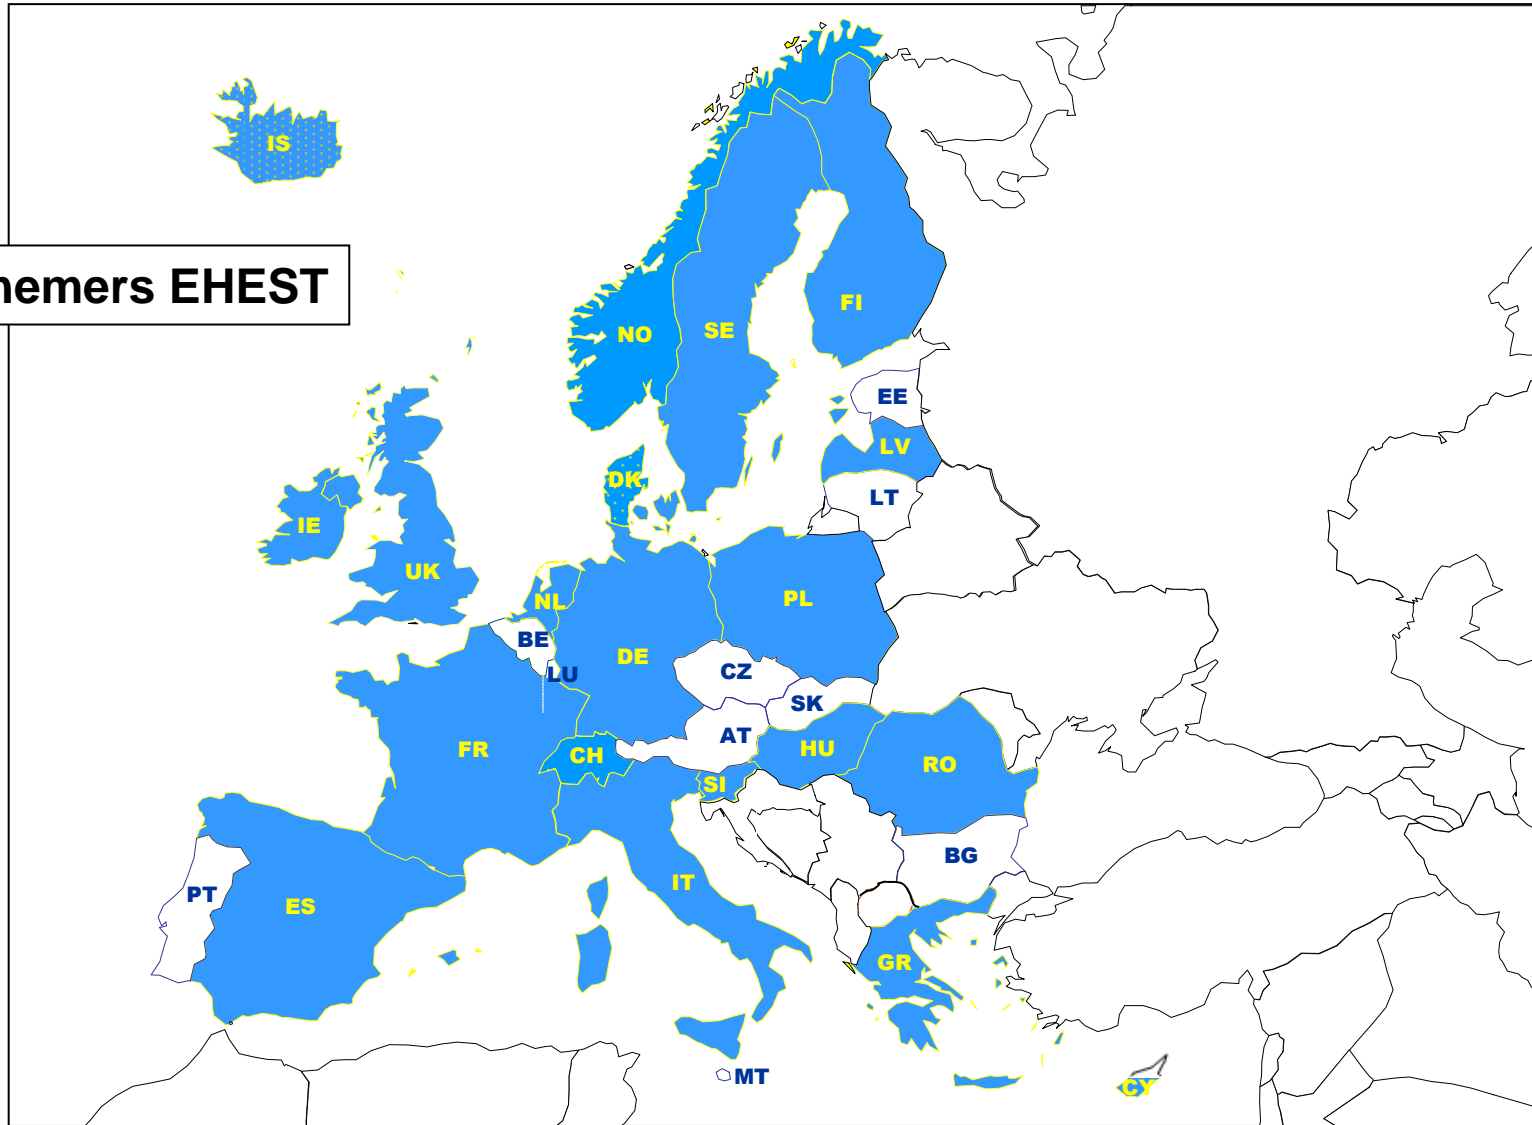 IS
nemers EHEST
NO
SE
FI
EE
LV
LT
DK
IE
UK
NL
BE
LU
DE
PL
CZ
SK
AT
HU
FR
CH
SI
RO
BG
IT
PT
ES
GR
MT
CY